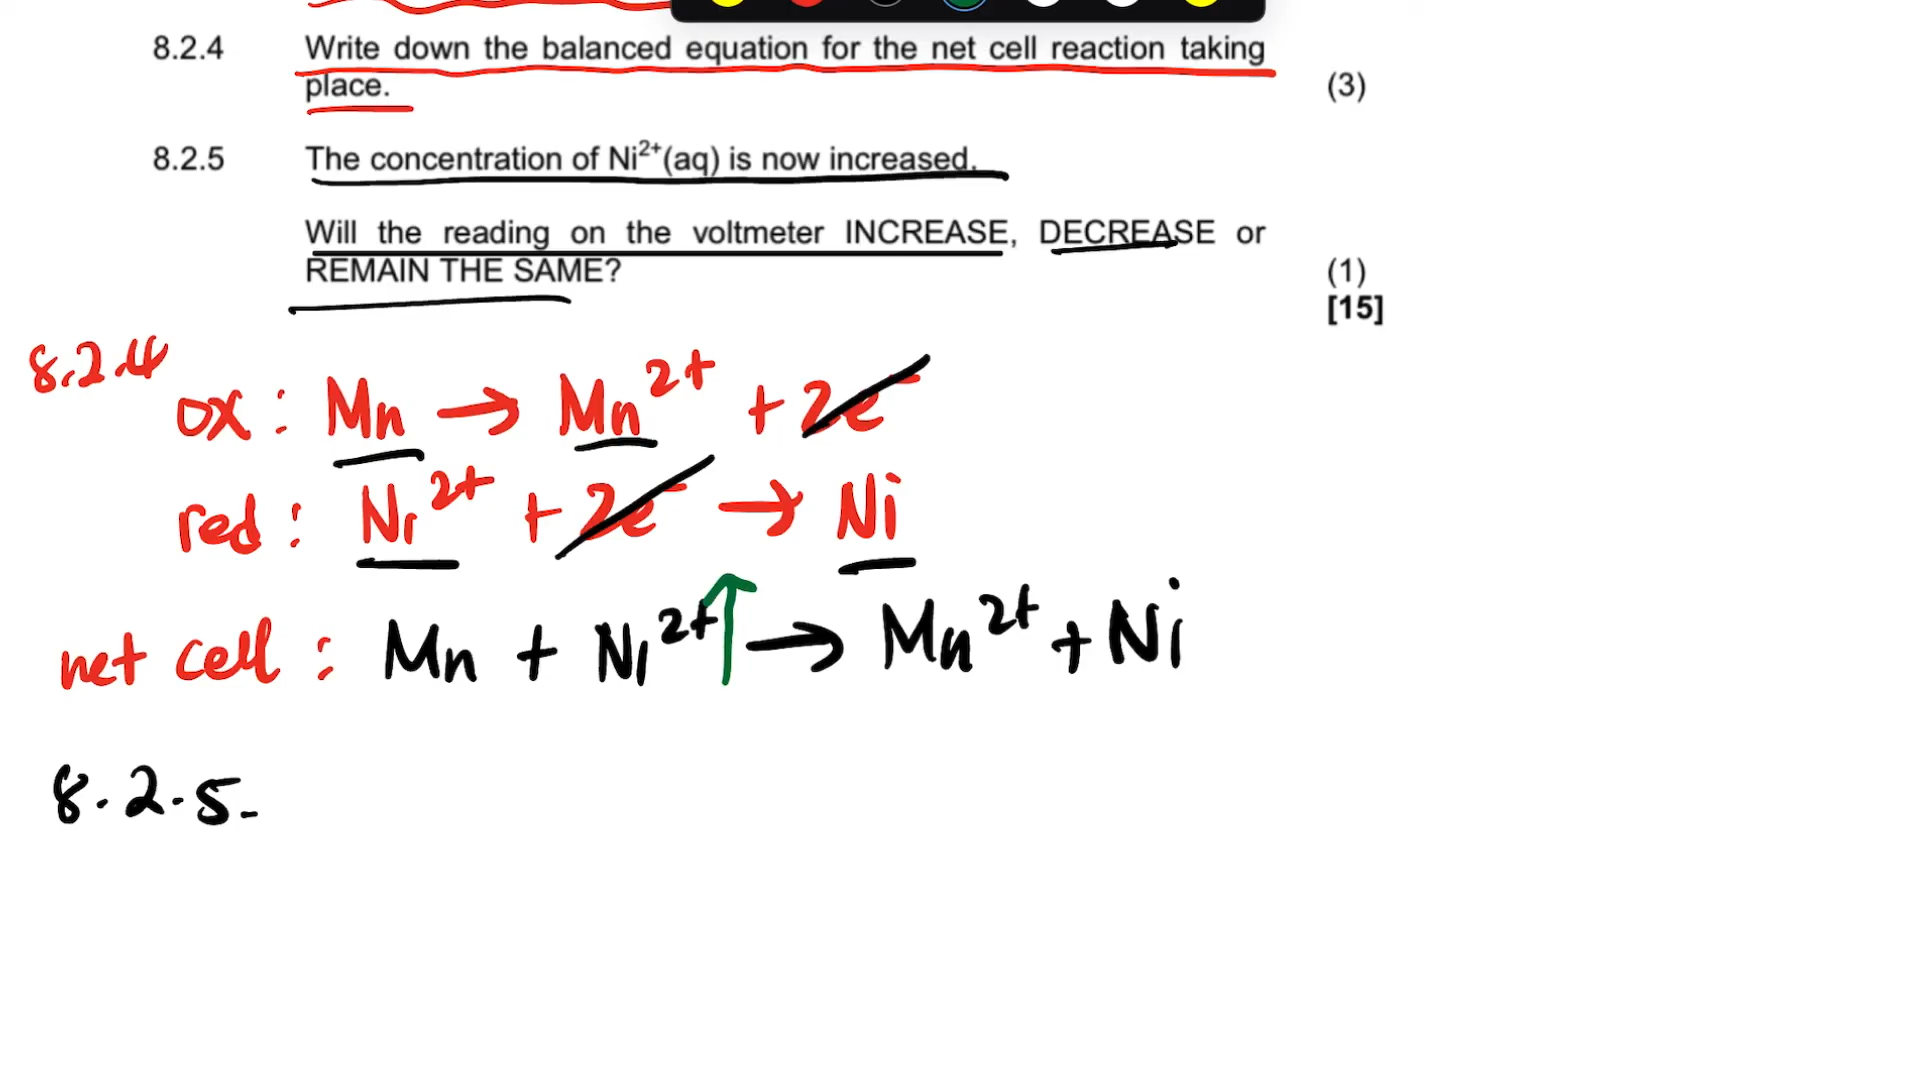 8.2.4 Write down the balanced equation for the net cell reaction taking
place. (3)
8.2.5 The concentration of Ni²⁺(aq) is now increased.
Will the reading on the voltmeter INCREASE, DECREASE or
REMAIN THE SAME? (1)
[15]
8.2.4
ox: Mn → Mn²⁺ + 2e⁻
red: Ni²⁺ + 2e⁻ → Ni
net cell: Mn + Ni²⁺ ↑ → Mn²⁺ + Ni
8.2.5.